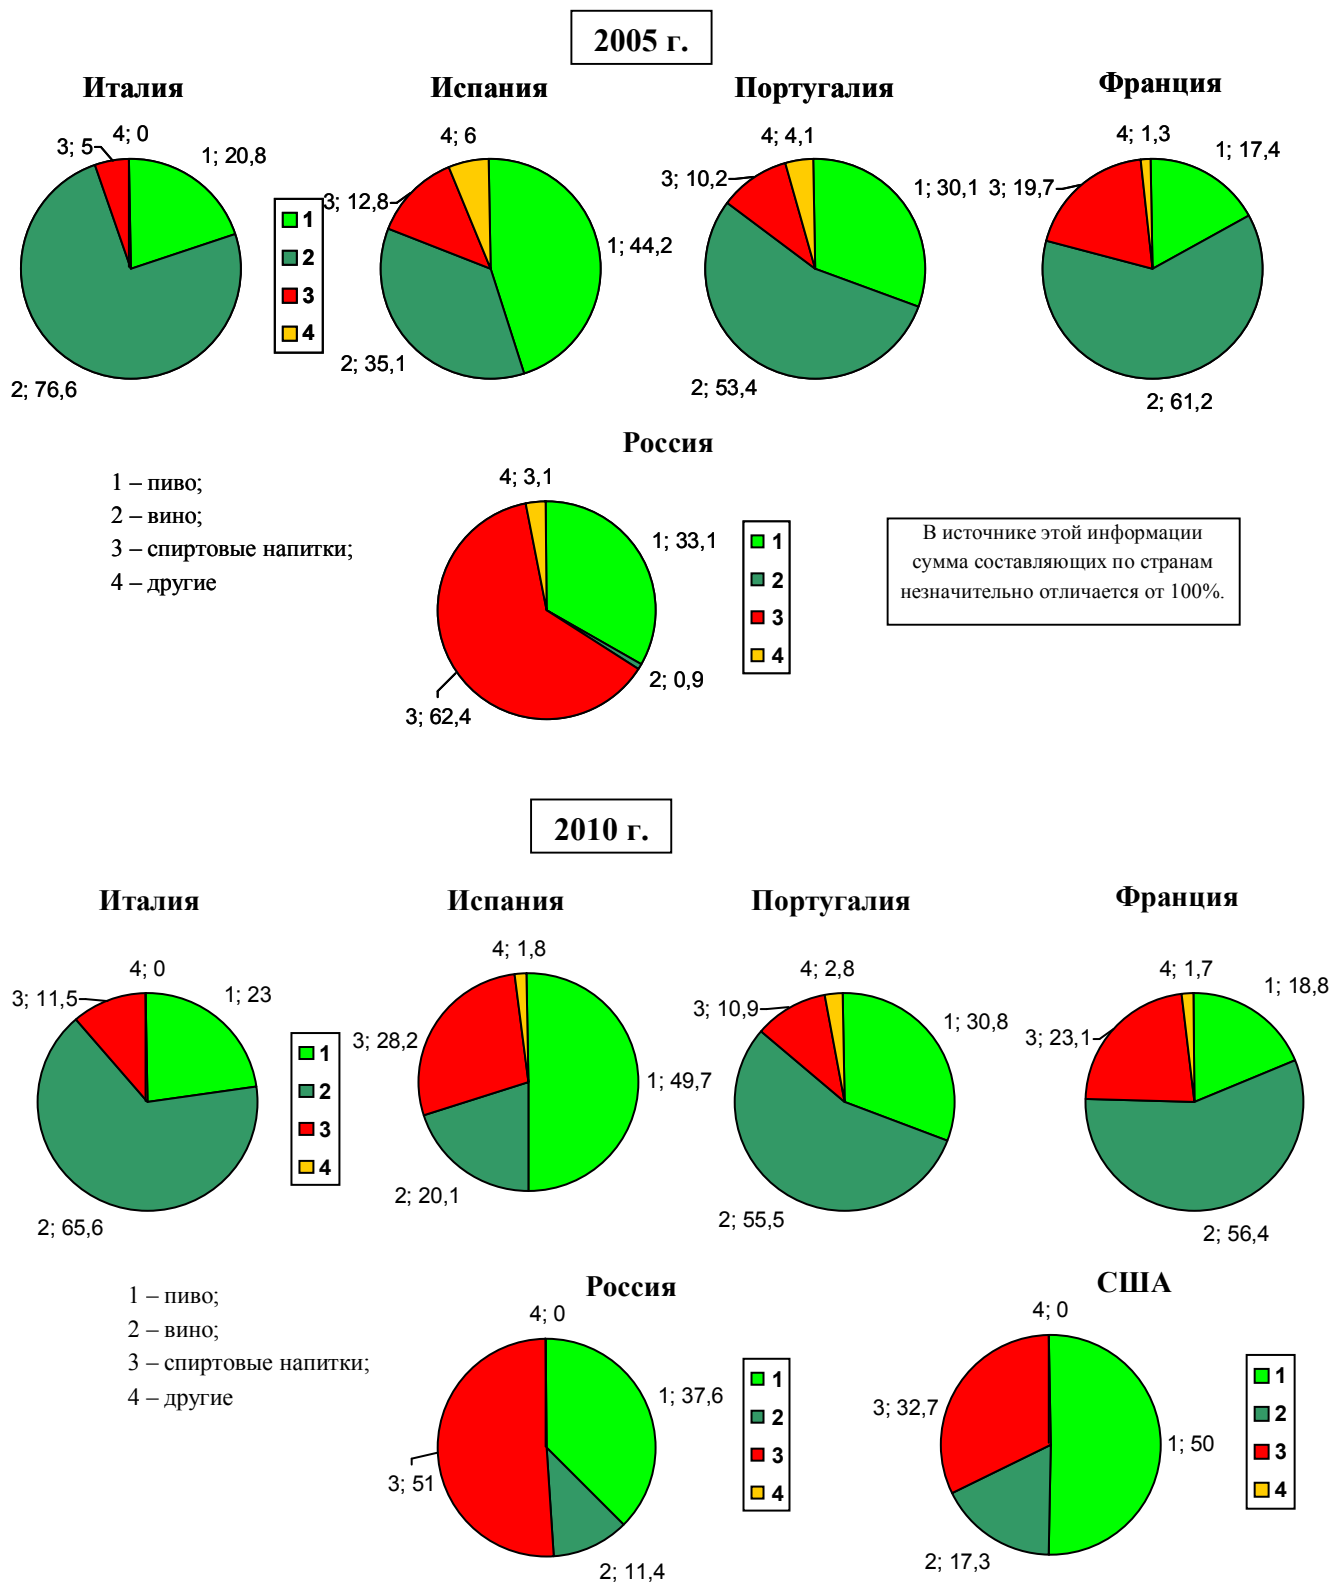 2005 г.
Италия
Испания
Португалия
Франция
4; 0
3; 5
1; 20,8
2; 76,6
1
2
3
4
4; 6
3; 12,8
1; 44,2
2; 35,1
4; 4,1
3; 10,2
1; 30,1
2; 53,4
4; 1,3
1; 17,4
3; 19,7
2; 61,2
Россия
1 – пиво;
2 – вино;
3 – спиртовые напитки;
4 – другие
4; 3,1
1; 33,1
2; 0,9
3; 62,4
1
2
3
4
В источнике этой информации
сумма составляющих по странам
незначительно отличается от 100%.
2010 г.
Италия
Испания
Португалия
Франция
4; 0
3; 11,5
1; 23
2; 65,6
1
2
3
4
4; 1,8
3; 28,2
1; 49,7
2; 20,1
4; 2,8
3; 10,9
1; 30,8
2; 55,5
4; 1,7
1; 18,8
3; 23,1
2; 56,4
1 – пиво;
2 – вино;
3 – спиртовые напитки;
4 – другие
Россия
4; 0
1; 37,6
3; 51
2; 11,4
1
2
3
4
США
4; 0
3; 32,7
1; 50
2; 17,3
1
2
3
4